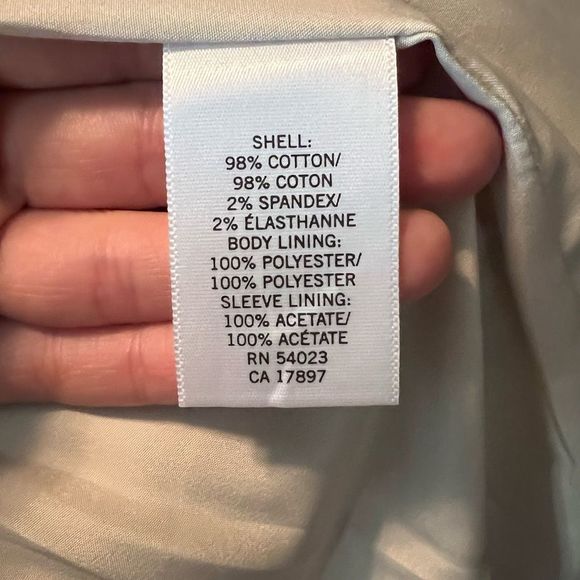 SHELL:
98% COTTON/
98% COTON
2% SPANDEX/
2% ÉLASTHANNE
BODY LINING:
100% POLYESTER/
100% POLYESTER
SLEEVE LINING:
100% ACETATE/
100% ACÉTATE
RN 54023
CA 17897